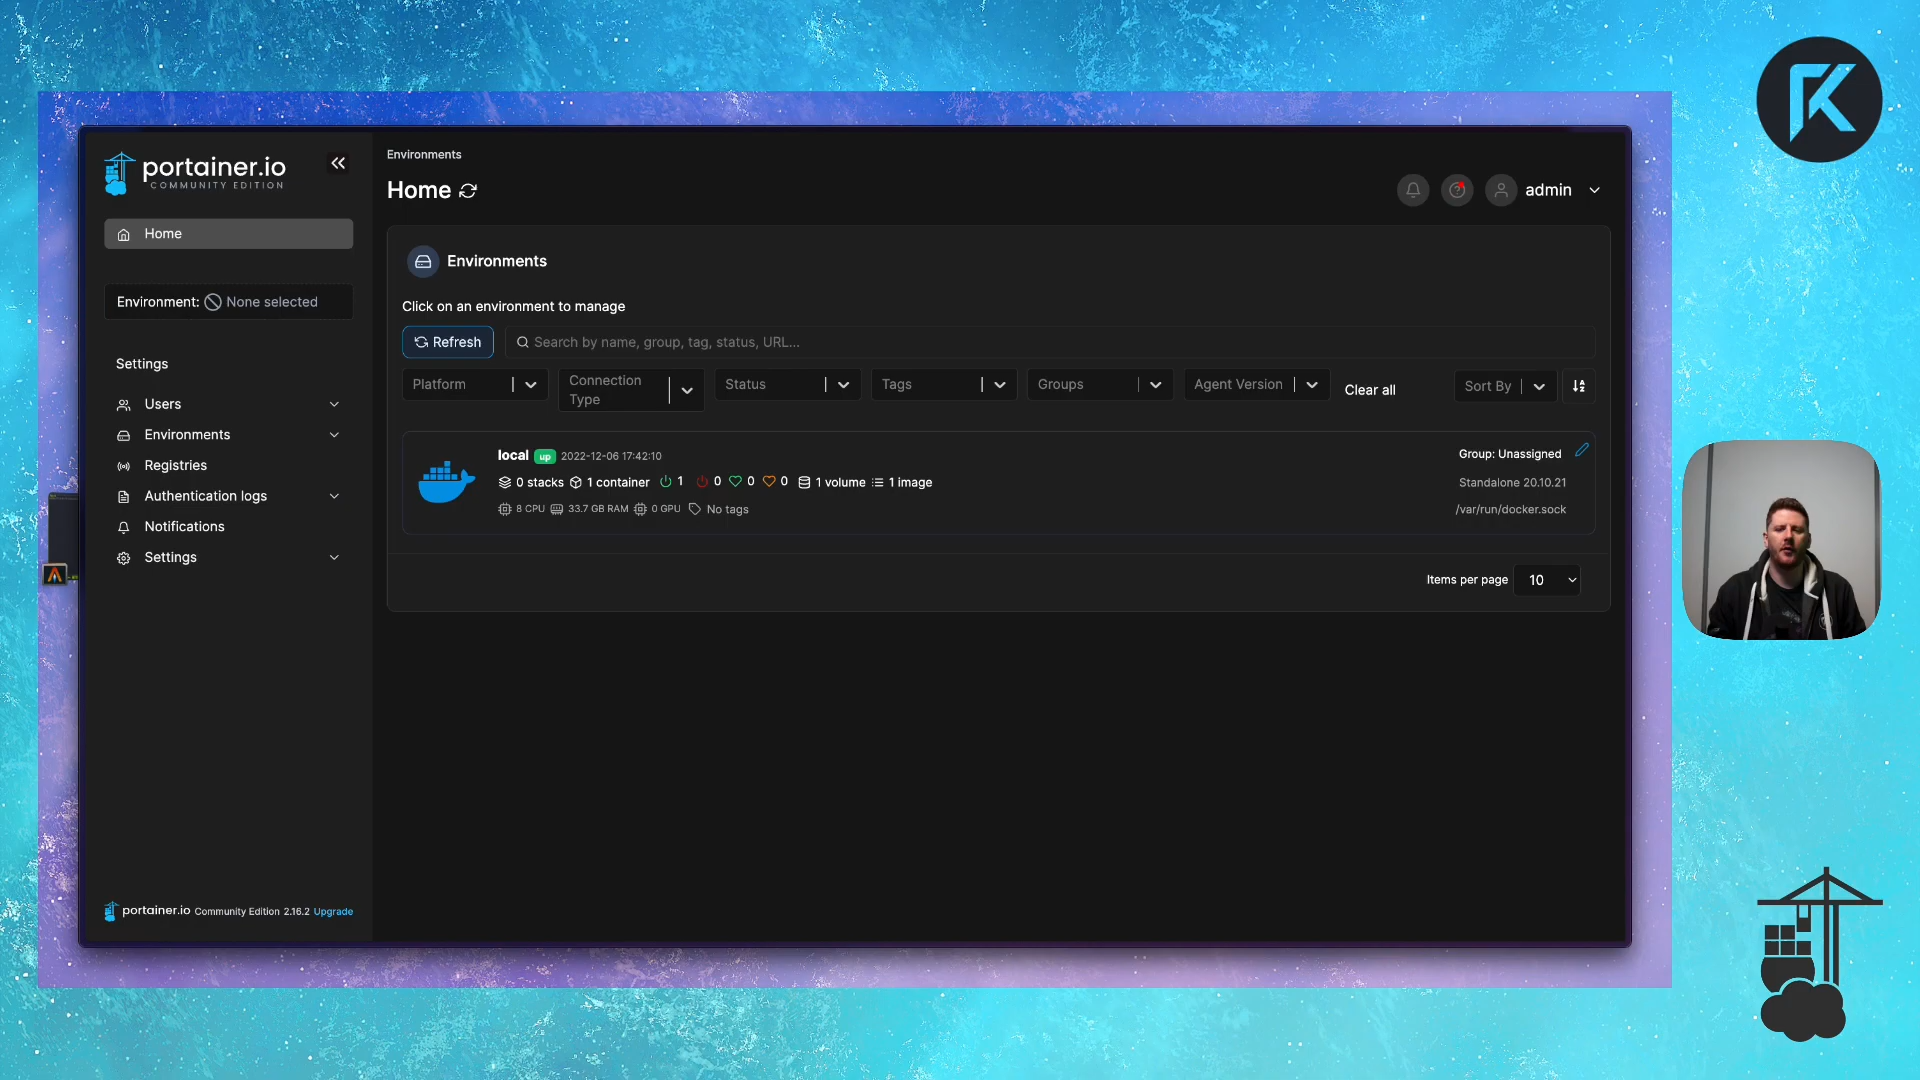 portainer.io
COMMUNITY EDITION
Home
Environment: None selected
Settings
Users
Environments
Registries
Authentication logs
Notifications
Settings
portainer.io Community Edition 2.16.2 Upgrade
Environments
Home
admin
Environments
Click on an environment to manage
Refresh
Search by name, group, tag, status, URL...
Platform
Connection Type
Status
Tags
Groups
Agent Version
Clear all
Sort By
local up 2022-12-06 17:42:10
0 stacks 1 container 1 0 0 0 1 volume 1 image
8 CPU 33.7 GB RAM 0 GPU No tags
Group: Unassigned
Standalone 20.10.21
/var/run/docker.sock
Items per page 10